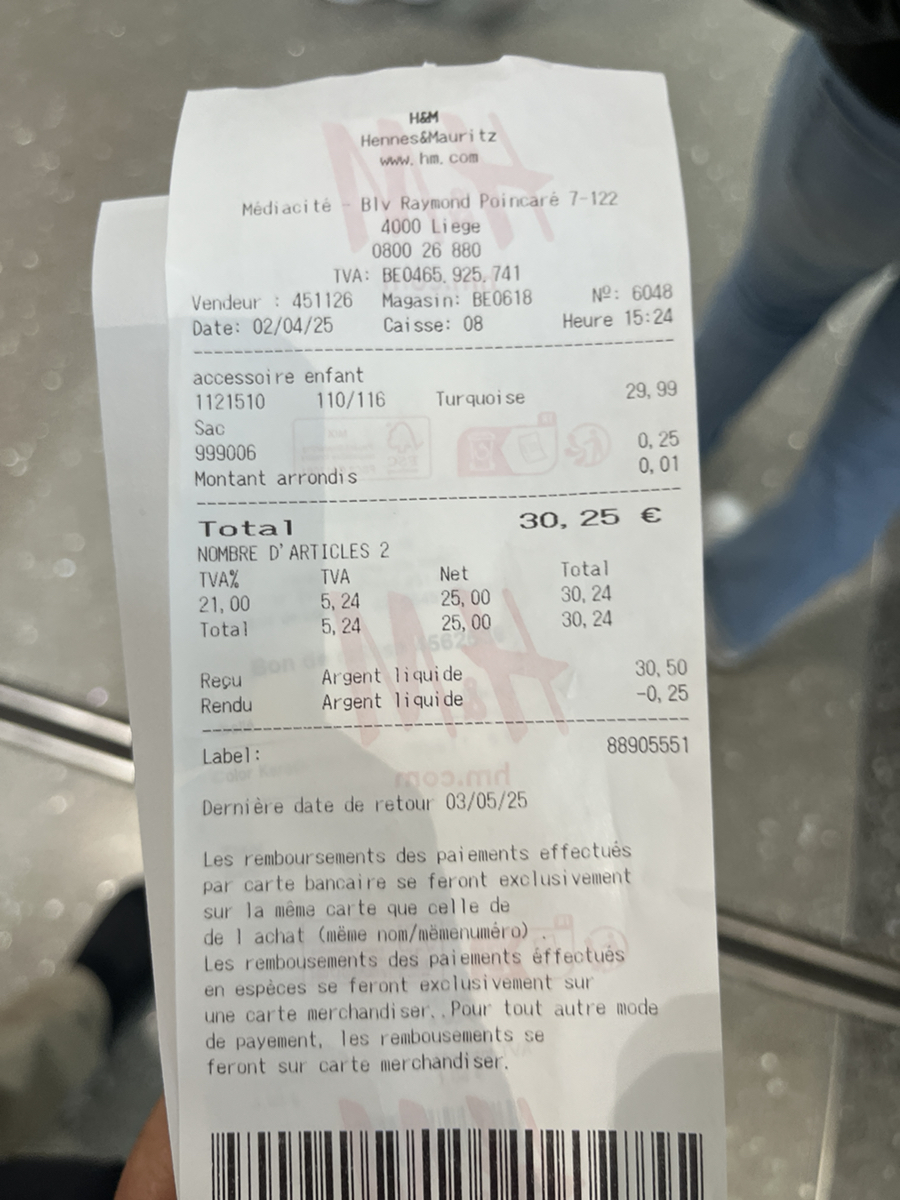 H&M
Hennes&Mauritz
www.hm.com
Médiacité - Blv Raymond Poincaré 7-122
4000 Liege
0800 26 880
TVA: BE0465.925.741
Vendeur : 451126 Magasin: BE0618 Nº: 6048
Date: 02/04/25 Caisse: 08 Heure 15:24
accessoire enfant
1121510 110/116 Turquoise 29,99
Sac
999006 0,25
Montant arrondis 0,01
Total 30,25 €
NOMBRE D'ARTICLES 2
TVA% TVA Net Total
21,00 5,24 25,00 30,24
Total 5,24 25,00 30,24
Reçu Argent liquide 30,50
Rendu Argent liquide -0,25
Label: 88905551
hm.com
Dernière date de retour 03/05/25
Les remboursements des paiements effectués
par carte bancaire se feront exclusivement
sur la même carte que celle de
de l achat (mëme nom/mëmenuméro) .
Les rembousements des paiements éffectués
en espèces se feront exclusivement sur
une carte merchandiser..Pour tout autre mode
de payement, les rembousements se
feront sur carte merchandiser.